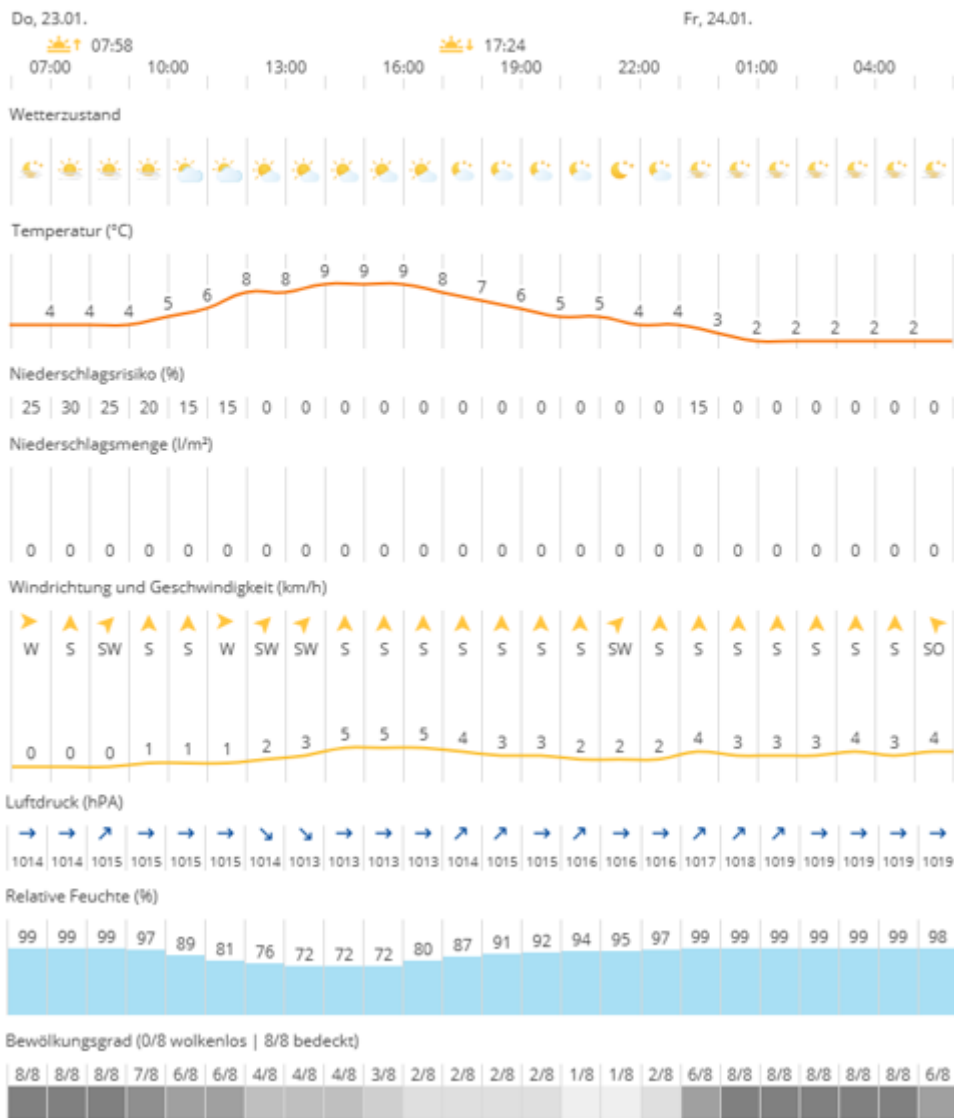 Do, 23.01. Fr, 24.01.
07:58 17:24
07:00 10:00 13:00 16:00 19:00 22:00 01:00 04:00
Wetterzustand
Temperatur (°C)
4 4 4 5 6 8 8 9 9 9 8 7 6 5 5 4 4 3 2 2 2 2 2
Niederschlagsrisiko (%)
25 30 25 20 15 15 0 0 0 0 0 0 0 0 0 0 0 15 0 0 0 0 0 0
Niederschlagsmenge (l/m²)
0 0 0 0 0 0 0 0 0 0 0 0 0 0 0 0 0 0 0 0 0 0 0 0
Windrichtung und Geschwindigkeit (km/h)
W S SW S S W SW SW S S S S S S S SW S S S S S S S SO
0 0 0 1 1 1 2 3 5 5 5 4 3 3 2 2 2 4 3 3 3 4 3 4
Luftdruck (hPA)
1014 1014 1015 1015 1015 1015 1014 1013 1013 1013 1013 1014 1015 1015 1016 1016 1016 1017 1018 1019 1019 1019 1019 1019
Relative Feuchte (%)
99 99 99 97 89 81 76 72 72 72 80 87 91 92 94 95 97 99 99 99 99 99 99 98
Bewölkungsgrad (0/8 wolkenlos | 8/8 bedeckt)
8/8 8/8 8/8 7/8 6/8 6/8 4/8 4/8 4/8 3/8 2/8 2/8 2/8 2/8 1/8 1/8 2/8 6/8 8/8 8/8 8/8 8/8 8/8 6/8